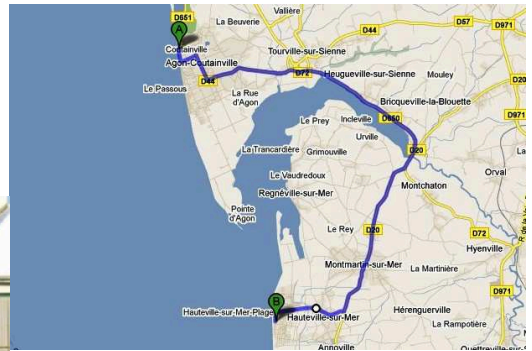 D651
La Beuverie
Vallière
D44
D57
D971
A
Coutainville
Tourville-sur-Sienne
Agon-Coutainville
D72
Heugueville-sur-Sienne
Mouley
D20
Le Passous
D44
La Rue
d'Agon
Bricqueville-la-Blouette
Le Prey
Incleville
D650
Urville
La Trancardière
Grimouville
D20
Orval
Le Vaudredoux
Montchaton
Regnéville-sur-Mer
Pointe
d'Agon
Le Rey
D20
D72
Hyenville
Montmartin-sur-Mer
La Martinière
D971
B
Hauteville-sur-Mer-Plage
Hauteville-sur-Mer
Hérenguerville
La Rampotière
Annoville